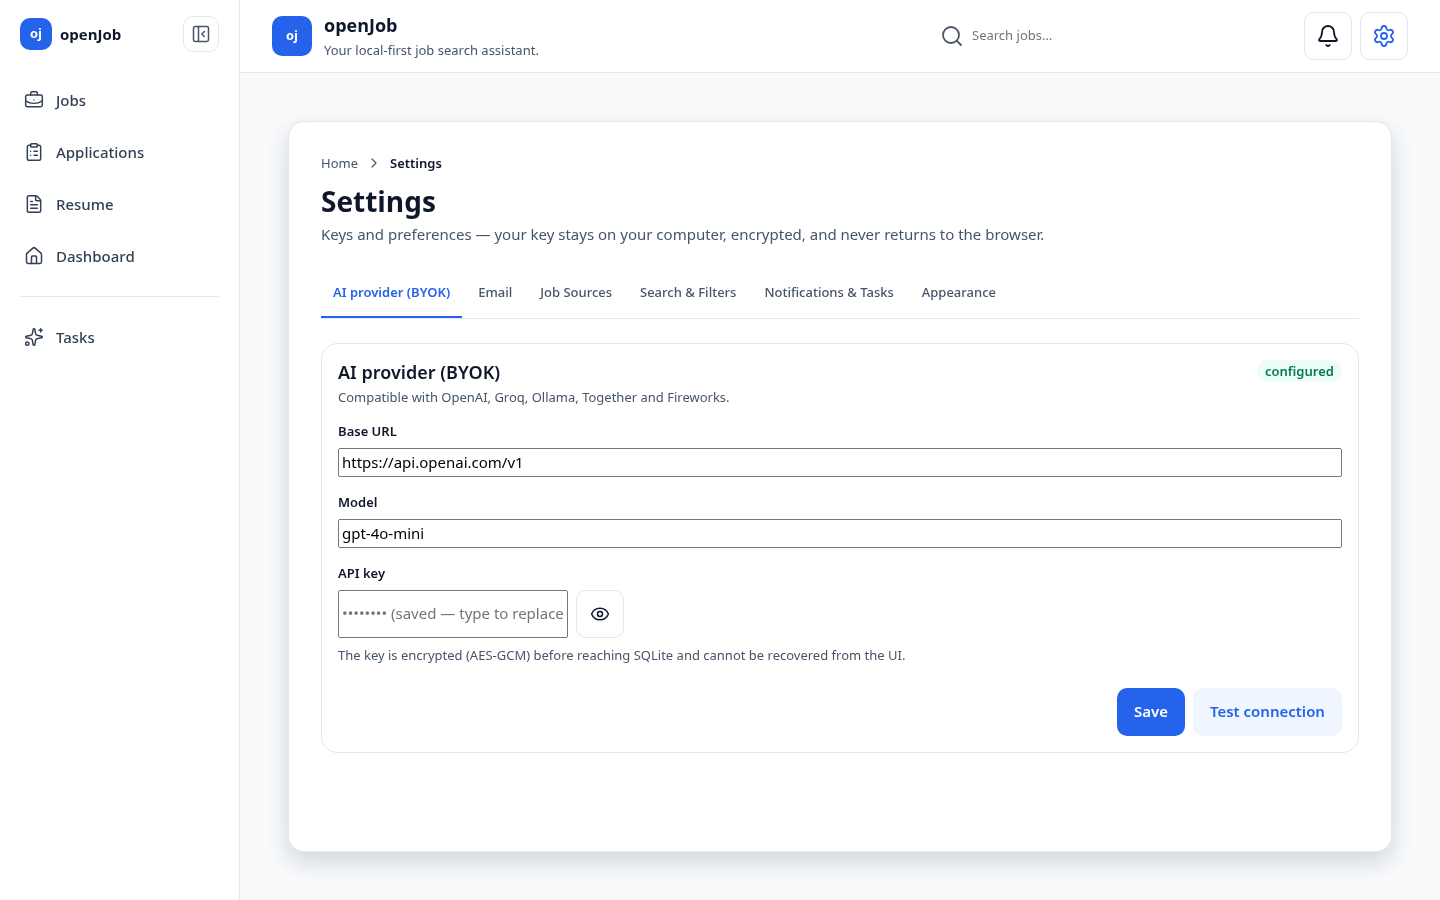 oj openJob
Jobs
Applications
Resume
Dashboard
Tasks
oj
openJob
Your local-first job search assistant.
Search jobs...
Home > Settings
Settings
Keys and preferences — your key stays on your computer, encrypted, and never returns to the browser.
AI provider (BYOK) Email Job Sources Search & Filters Notifications & Tasks Appearance
AI provider (BYOK) configured
Compatible with OpenAI, Groq, Ollama, Together and Fireworks.
Base URL
https://api.openai.com/v1
Model
gpt-4o-mini
API key
•••••••• (saved — type to replace
The key is encrypted (AES-GCM) before reaching SQLite and cannot be recovered from the UI.
Save Test connection